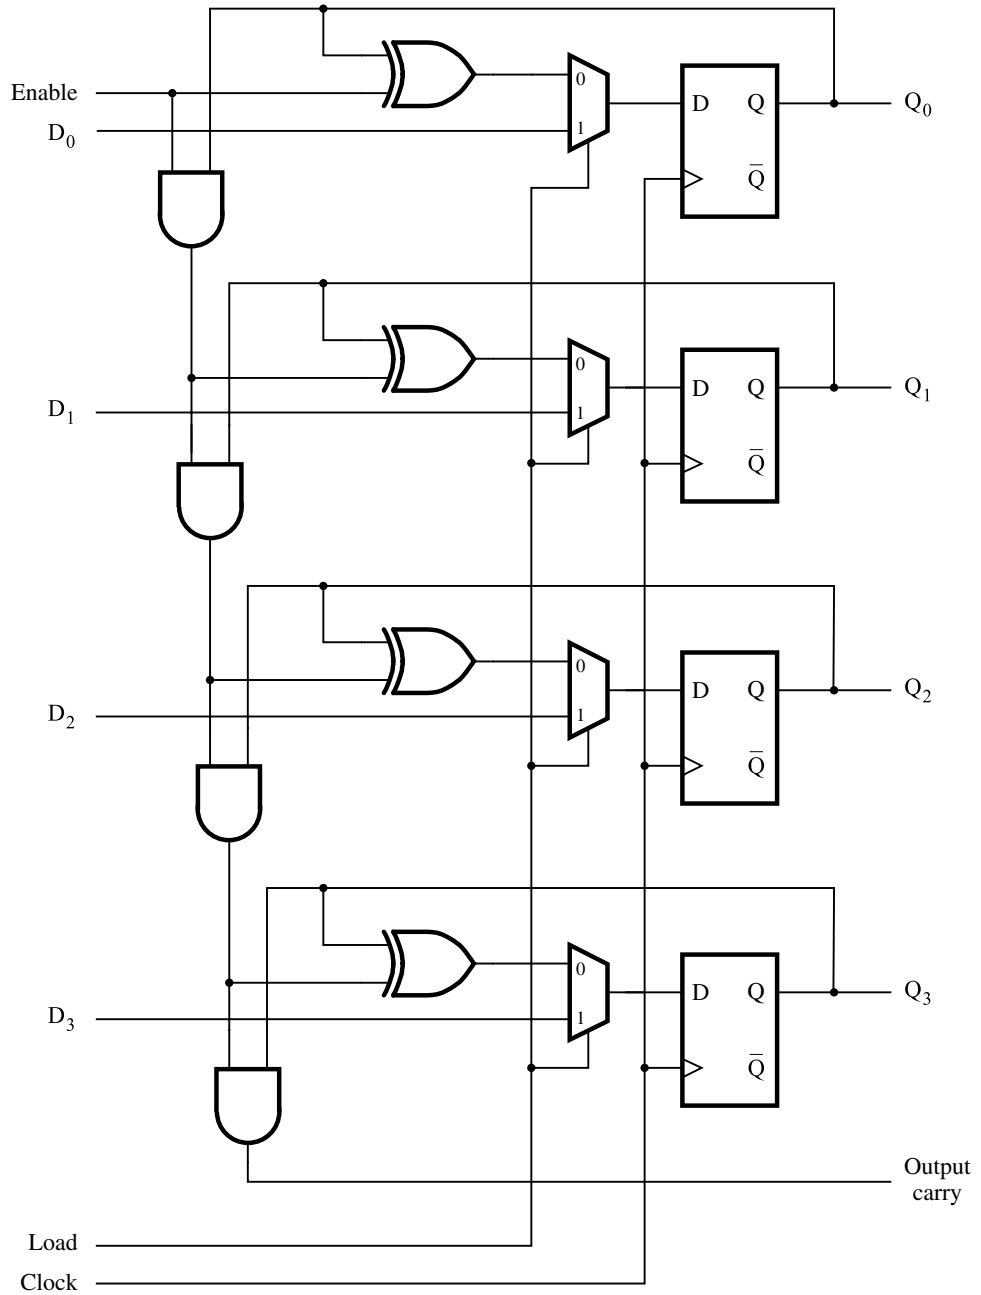 Enable
D0
0
1
D Q
Q̅
Q0
D1
0
1
D Q
Q̅
Q1
D2
0
1
D Q
Q̅
Q2
D3
0
1
D Q
Q̅
Q3
Output
carry
Load
Clock